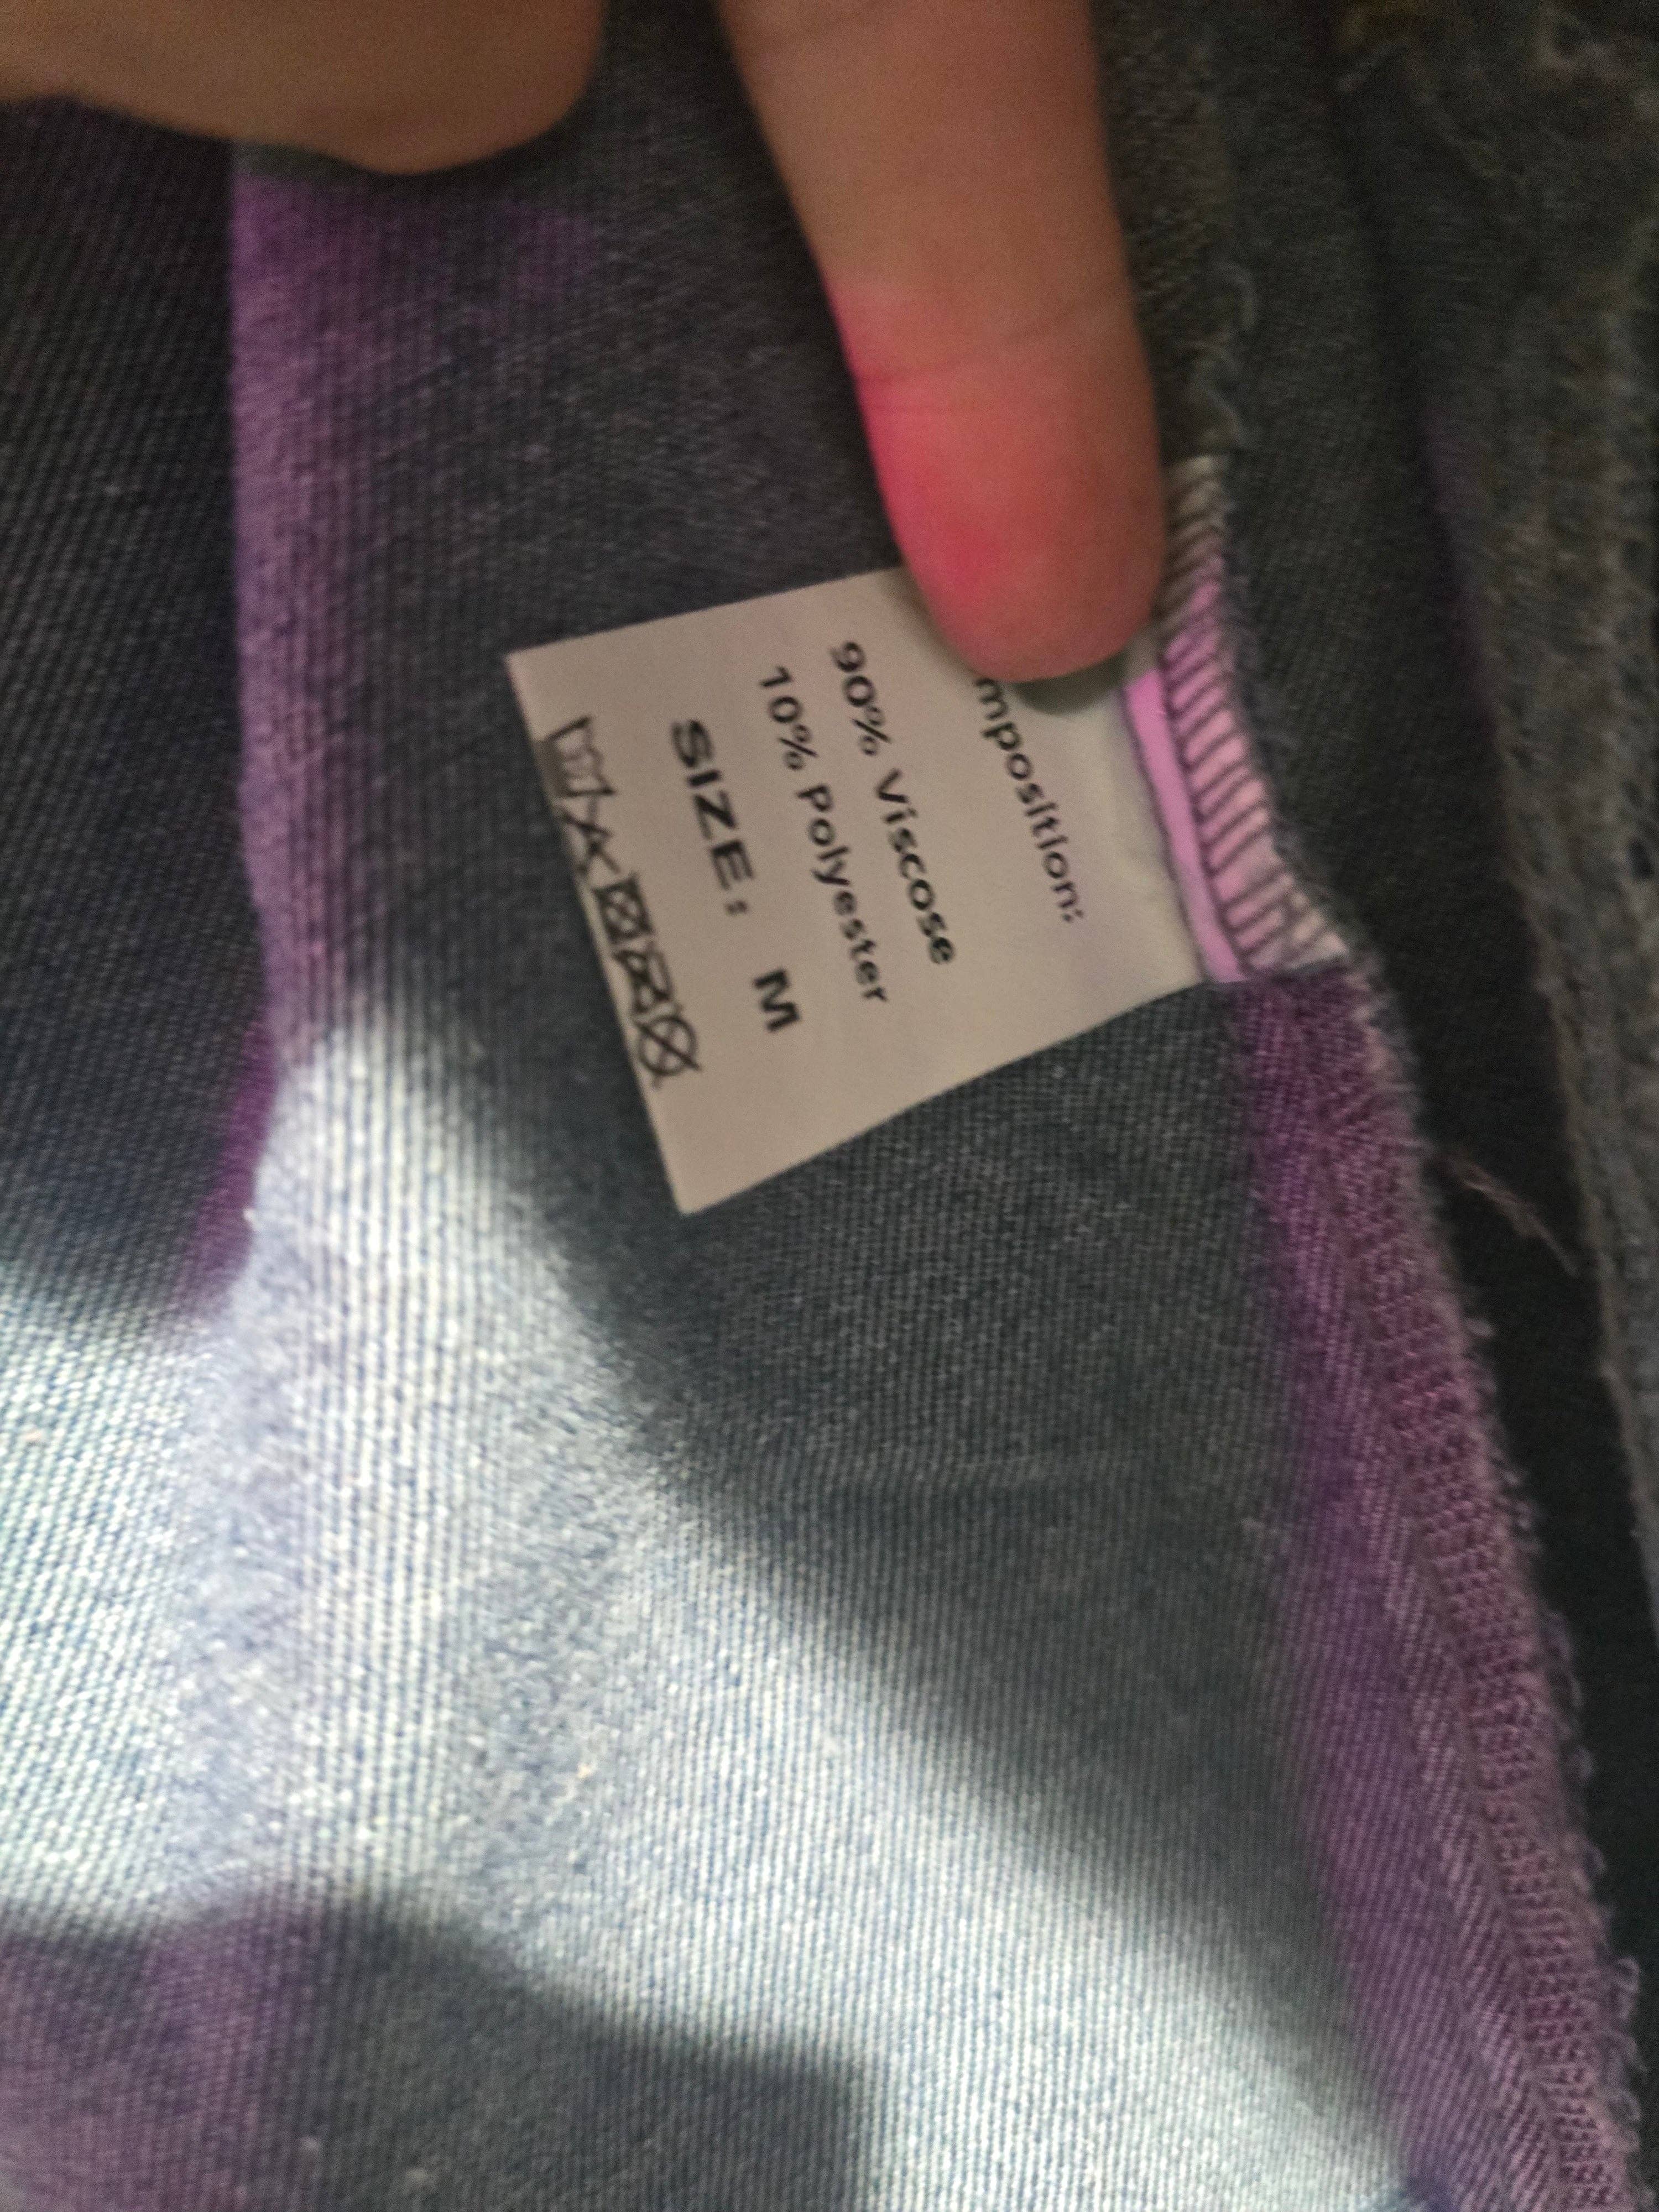 mposition:
90% Viscose
10% Polyester
SIZE: M